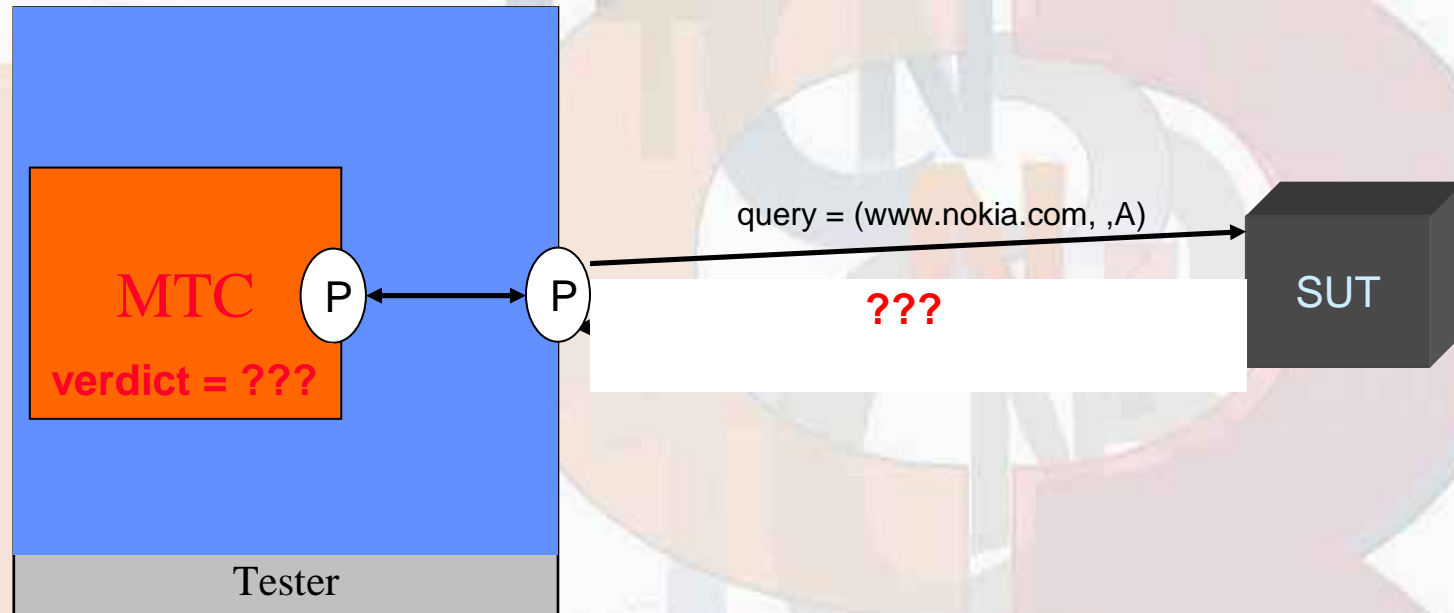 query = (www.nokia.com, ,A)
MTC
P
P
???
SUT
verdict = ???
Tester